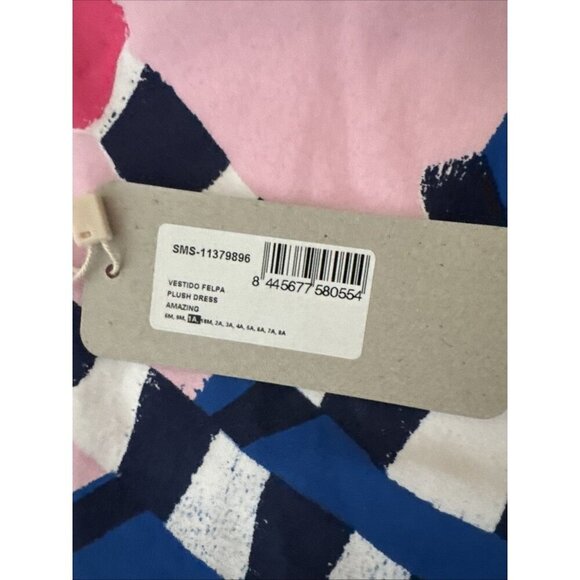 SMS-11379896
8 445677 580554
VESTIDO FELPA
PLUSH DRESS
AMAZING
6M, 9M, 1A, 18M, 2A, 3A, 4A, 5A, 6A, 7A, 8A